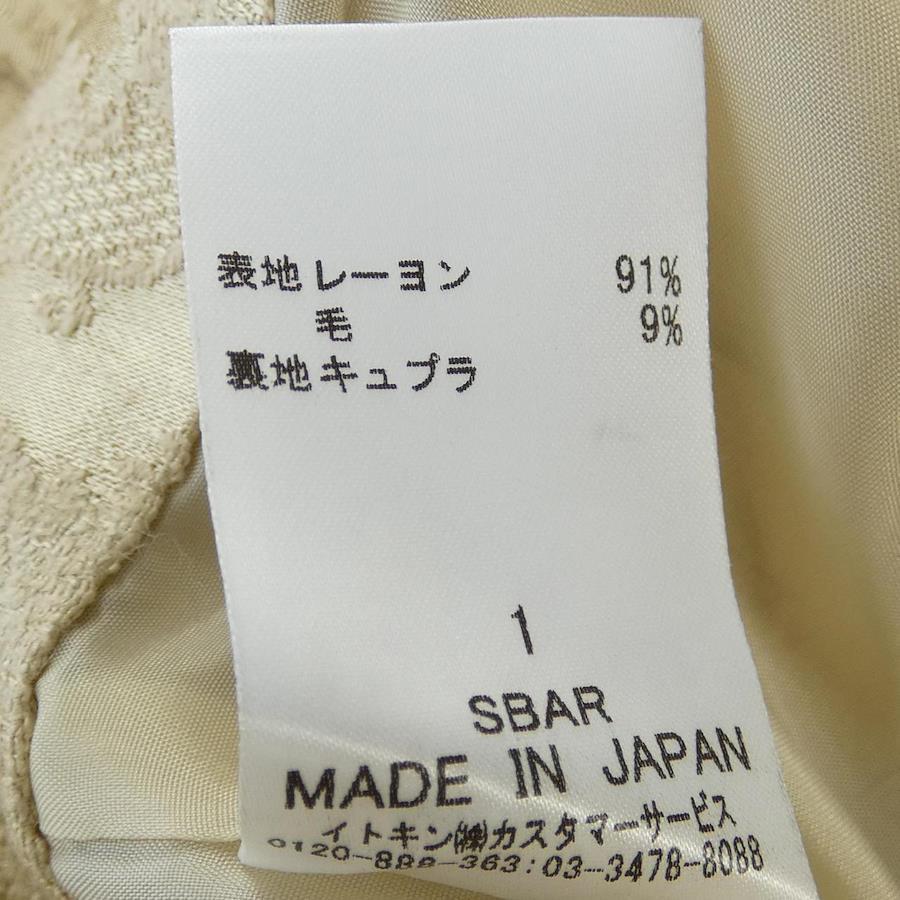 表地レーヨン 91%
毛 9%
裏地キュプラ
1
SBAR
MADE IN JAPAN
イトキン㈱カスタマーサービス
0120-888-363:03-3478-8088